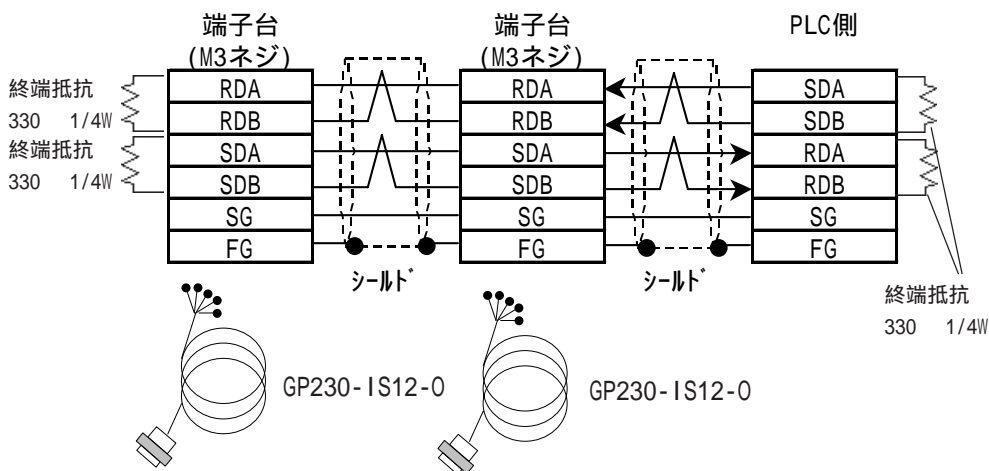 端子台
(M3ネジ)
端子台
(M3ネジ)
PLC側
終端抵抗
330 1/4W
終端抵抗
330 1/4W
RDA
RDB
SDA
SDB
SG
FG
RDA
RDB
SDA
SDB
SG
FG
SDA
SDB
RDA
RDB
SG
FG
シールド
シールド
終端抵抗
330 1/4W
GP230-IS12-O
GP230-IS12-O